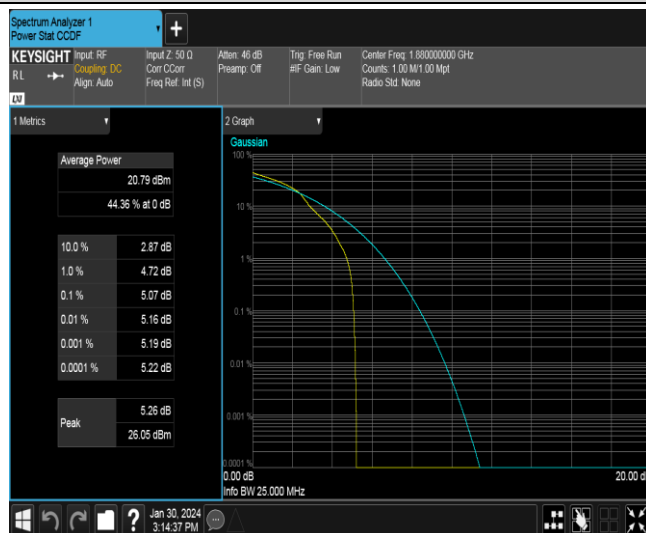 Spectrum Analyzer 1
Power Stat CCDF
+
KEYSIGHT Input: RF Input Z: 50 Ω Atten: 46 dB Trig: Free Run Center Freq: 1.880000000 GHz
RL Coupling: DC Corr CCorr Preamp: Off #IF Gain: Low Counts: 1.00 M/1.00 Mpt
Align: Auto Freq Ref: Int (S) Radio Std: None
LXI
1 Metrics
Average Power
20.79 dBm
44.36 % at 0 dB
10.0 % 2.87 dB
1.0 % 4.72 dB
0.1 % 5.07 dB
0.01 % 5.16 dB
0.001 % 5.19 dB
0.0001 % 5.22 dB
Peak 5.26 dB
26.05 dBm
2 Graph
Gaussian
100 %
10 %
1 %
0.1 %
0.01 %
0.001 %
0.0001 %
0.00 dB 20.00 d
Info BW 25.000 MHz
? Jan 30, 2024
3:14:37 PM